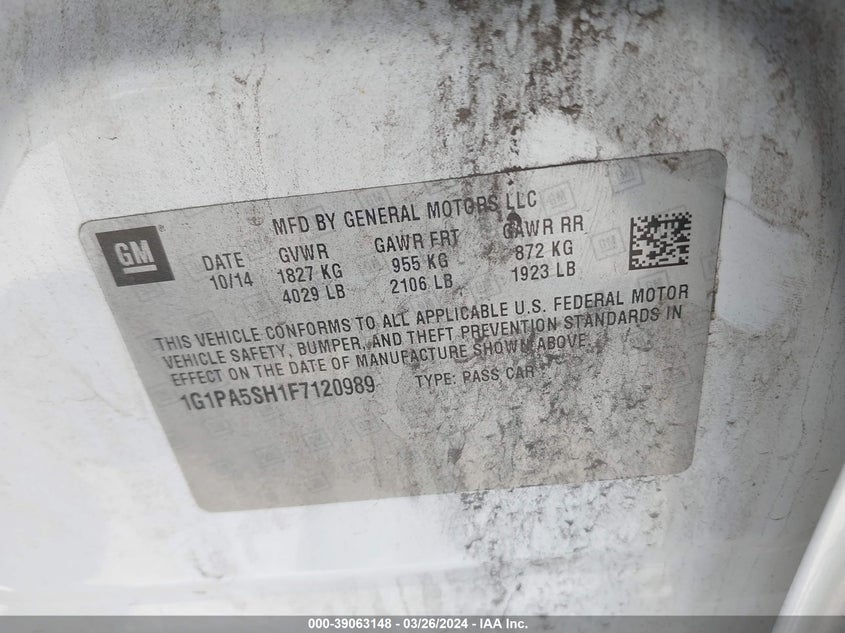 MFD BY GENERAL MOTORS LLC
GM
DATE GVWR GAWR FRT GAWR RR
10/14 1827 KG 955 KG 872 KG
4029 LB 2106 LB 1923 LB
THIS VEHICLE CONFORMS TO ALL APPLICABLE U.S. FEDERAL MOTOR
VEHICLE SAFETY, BUMPER, AND THEFT PREVENTION STANDARDS IN
EFFECT ON THE DATE OF MANUFACTURE SHOWN ABOVE.
1G1PA5SH1F7120989 TYPE: PASS CAR
000-39063148 - 03/26/2024 - IAA Inc.